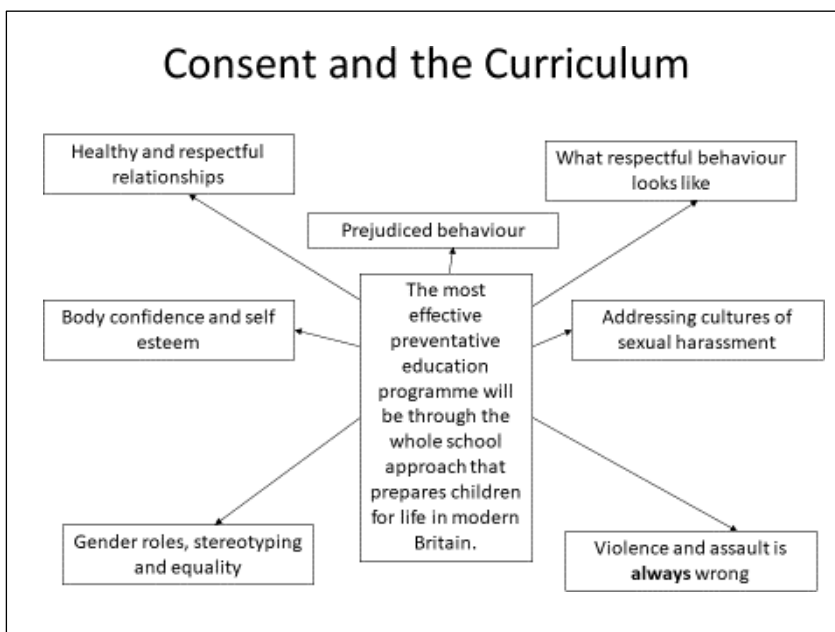 Consent and the Curriculum
Healthy and respectful
relationships
What respectful behaviour
looks like
Prejudiced behaviour
Body confidence and self
esteem
The most
effective
preventative
education
programme will
be through the
whole school
approach that
prepares children
for life in modern
Britain.
Addressing cultures of
sexual harassment
Gender roles, stereotyping
and equality
Violence and assault is
always wrong